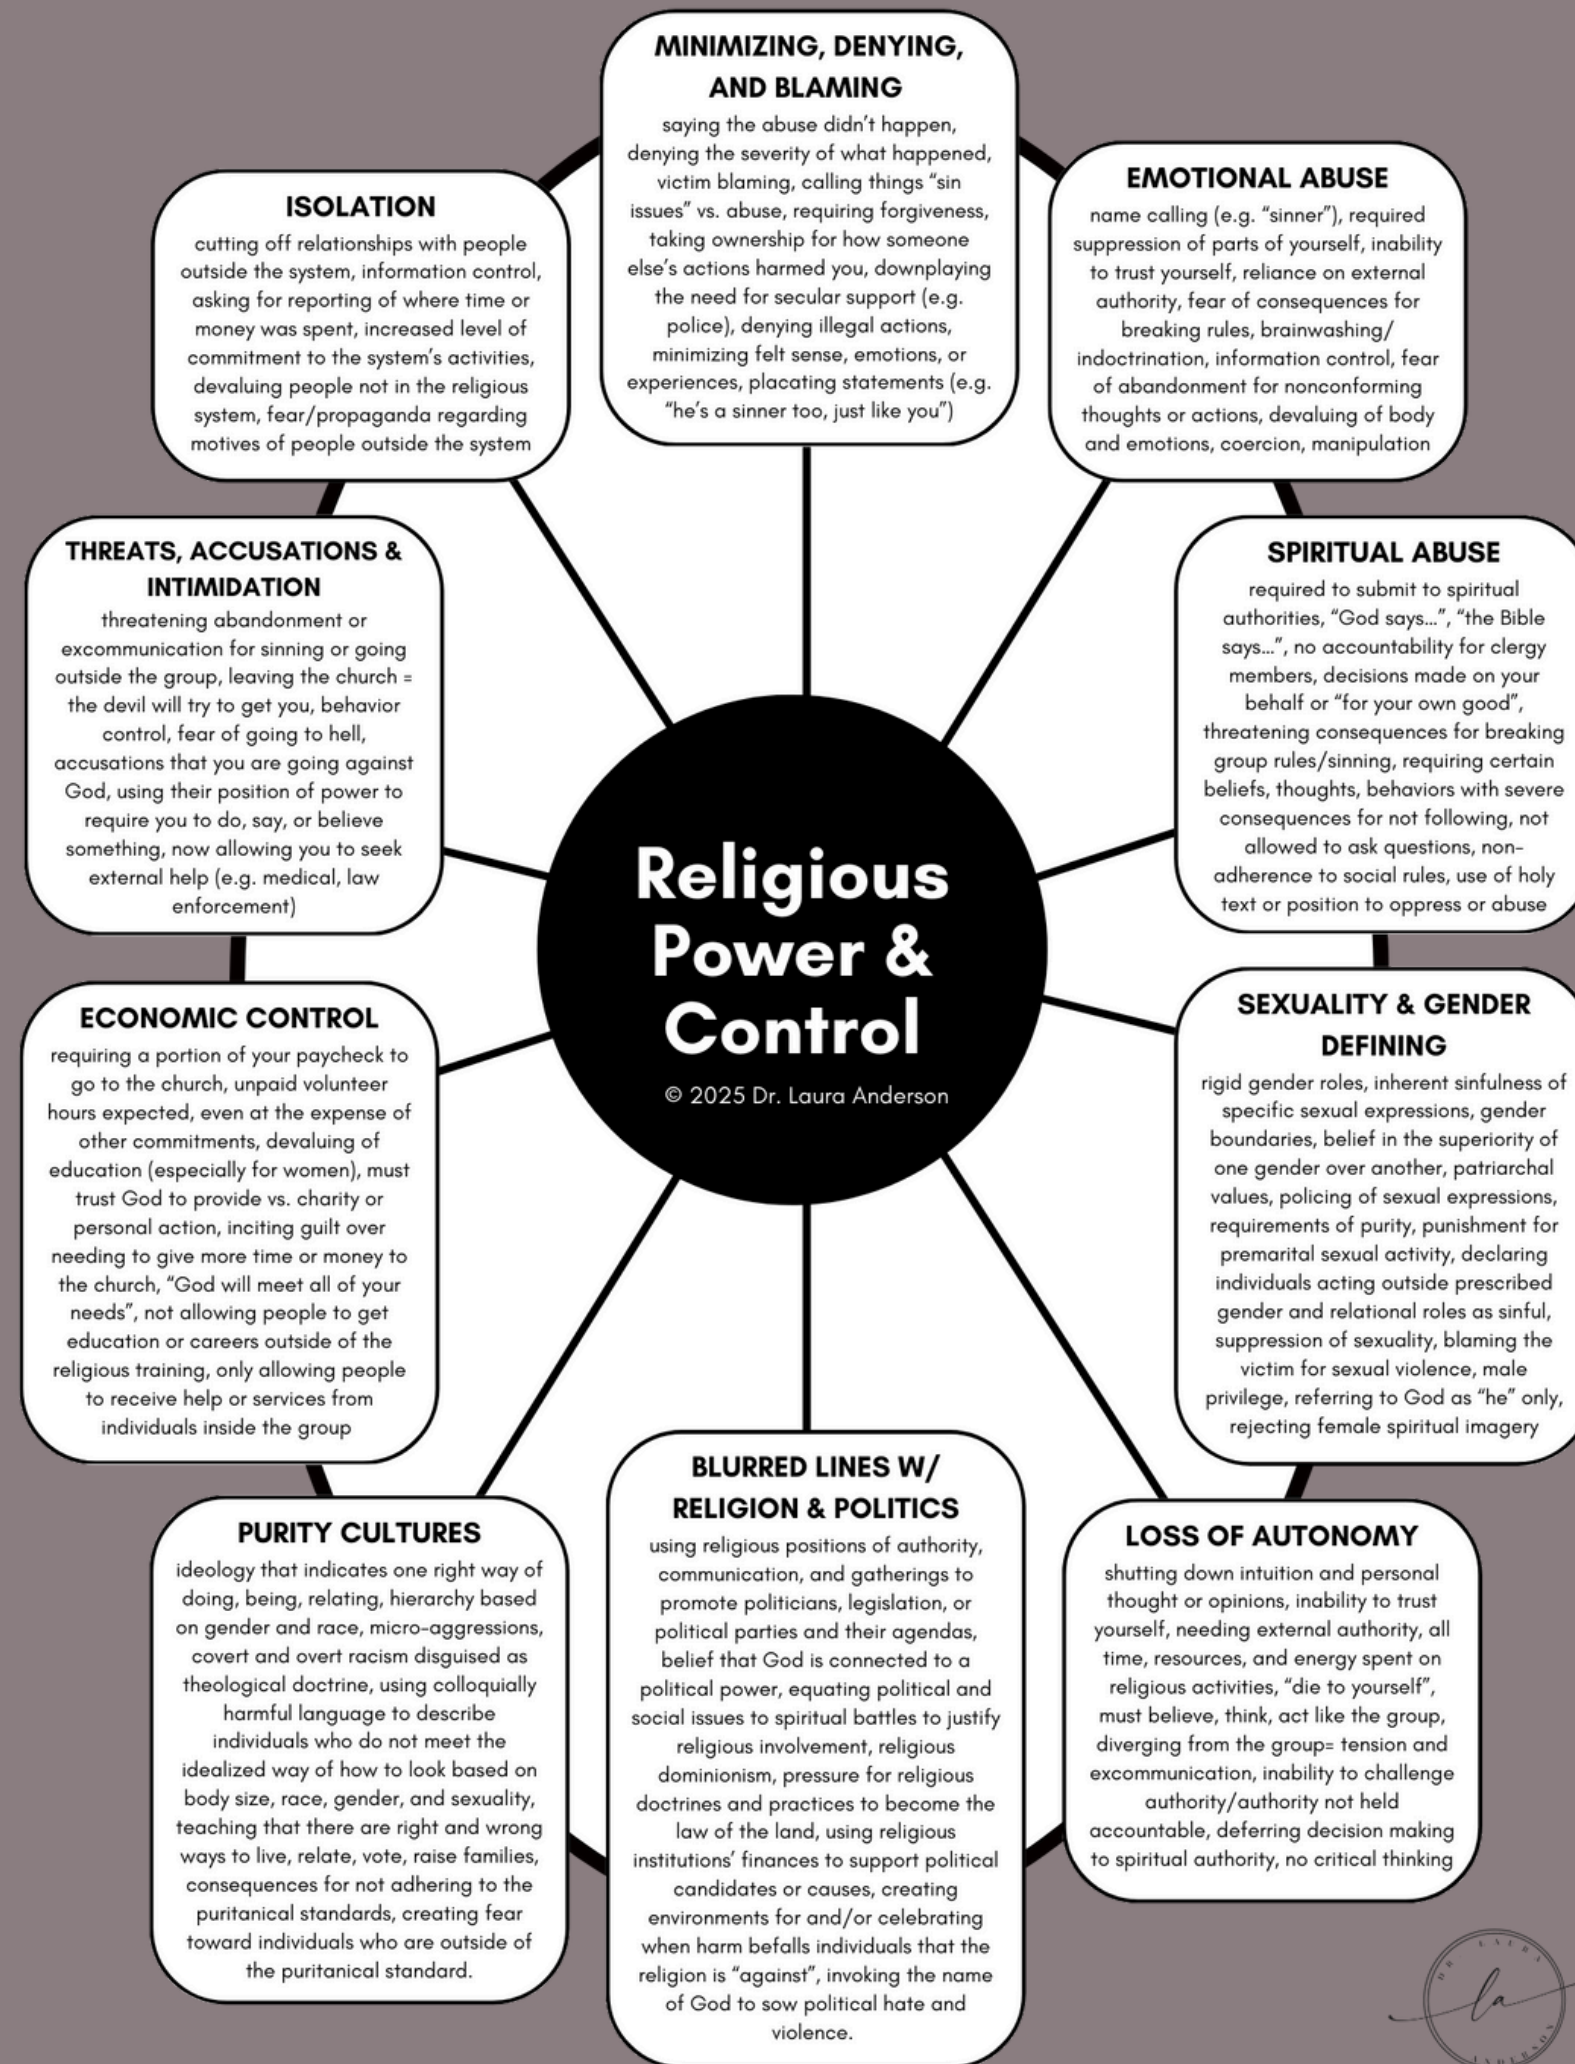 MINIMIZING, DENYING,
AND BLAMING
saying the abuse didn't happen,
denying the severity of what happened,
victim blaming, calling things “sin
issues” vs. abuse, requiring forgiveness,
taking ownership for how someone
else's actions harmed you, downplaying
the need for secular support (e.g.
police), denying illegal actions,
minimizing felt sense, emotions, or
experiences, placating statements (e.g.
“he's a sinner too, just like you”)
EMOTIONAL ABUSE
name calling (e.g. “sinner”), required
suppression of parts of yourself, inability
to trust yourself, reliance on external
authority, fear of consequences for
breaking rules, brainwashing/
indoctrination, information control, fear
of abandonment for nonconforming
thoughts or actions, devaluing of body
and emotions, coercion, manipulation
SPIRITUAL ABUSE
required to submit to spiritual
authorities, “God says...”, “the Bible
says...”, no accountability for clergy
members, decisions made on your
behalf or “for your own good”,
threatening consequences for breaking
group rules/sinning, requiring certain
beliefs, thoughts, behaviors with severe
consequences for not following, not
allowed to ask questions, non-
adherence to social rules, use of holy
text or position to oppress or abuse
SEXUALITY & GENDER
DEFINING
rigid gender roles, inherent sinfulness of
specific sexual expressions, gender
boundaries, belief in the superiority of
one gender over another, patriarchal
values, policing of sexual expressions,
requirements of purity, punishment for
premarital sexual activity, declaring
individuals acting outside prescribed
gender and relational roles as sinful,
suppression of sexuality, blaming the
victim for sexual violence, male
privilege, referring to God as “he” only,
rejecting female spiritual imagery
LOSS OF AUTONOMY
shutting down intuition and personal
thought or opinions, inability to trust
yourself, needing external authority, all
time, resources, and energy spent on
religious activities, “die to yourself”,
must believe, think, act like the group,
diverging from the group= tension and
excommunication, inability to challenge
authority/authority not held
accountable, deferring decision making
to spiritual authority, no critical thinking
BLURRED LINES W/
RELIGION & POLITICS
using religious positions of authority,
communication, and gatherings to
promote politicians, legislation, or
political parties and their agendas,
belief that God is connected to a
political power, equating political and
social issues to spiritual battles to justify
religious involvement, religious
dominionism, pressure for religious
doctrines and practices to become the
law of the land, using religious
institutions' finances to support political
candidates or causes, creating
environments for and/or celebrating
when harm befalls individuals that the
religion is “against”, invoking the name
of God to sow political hate and
violence.
PURITY CULTURES
ideology that indicates one right way of
doing, being, relating, hierarchy based
on gender and race, micro-aggressions,
covert and overt racism disguised as
theological doctrine, using colloquially
harmful language to describe
individuals who do not meet the
idealized way of how to look based on
body size, race, gender, and sexuality,
teaching that there are right and wrong
ways to live, relate, vote, raise families,
consequences for not adhering to the
puritanical standards, creating fear
toward individuals who are outside of
the puritanical standard.
ECONOMIC CONTROL
requiring a portion of your paycheck to
go to the church, unpaid volunteer
hours expected, even at the expense of
other commitments, devaluing of
education (especially for women), must
trust God to provide vs. charity or
personal action, inciting guilt over
needing to give more time or money to
the church, “God will meet all of your
needs”, not allowing people to get
education or careers outside of the
religious training, only allowing people
to receive help or services from
individuals inside the group
THREATS, ACCUSATIONS &
INTIMIDATION
threatening abandonment or
excommunication for sinning or going
outside the group, leaving the church =
the devil will try to get you, behavior
control, fear of going to hell,
accusations that you are going against
God, using their position of power to
require you to do, say, or believe
something, now allowing you to seek
external help (e.g. medical, law
enforcement)
ISOLATION
cutting off relationships with people
outside the system, information control,
asking for reporting of where time or
money was spent, increased level of
commitment to the system's activities,
devaluing people not in the religious
system, fear/propaganda regarding
motives of people outside the system
Religious
Power &
Control
© 2025 Dr. Laura Anderson
DR. LAURA
la
ANDERSON